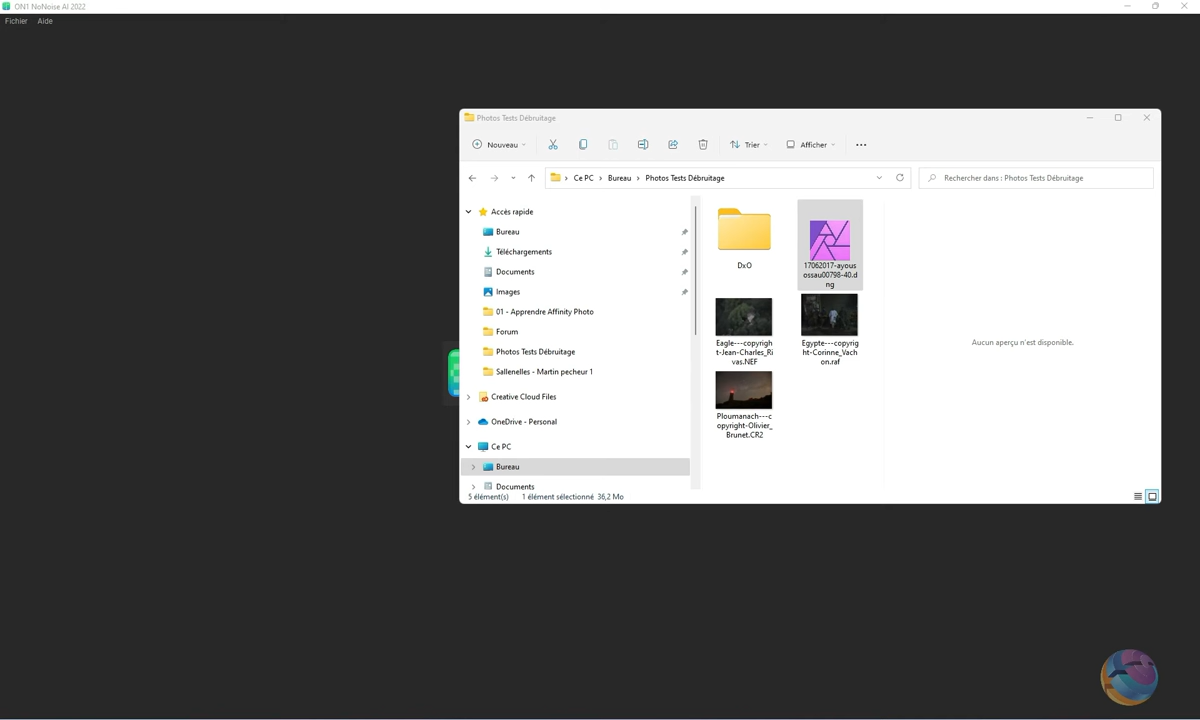 ON1 NoNoise AI 2022
Fichier Aide
Photos Tests Débruitage
Nouveau Trier Afficher
Ce PC Bureau Photos Tests Débruitage
Rechercher dans : Photos Tests Débruitage
Accès rapide
Bureau
Téléchargements
Documents
Images
01 - Apprendre Affinity Photo
Forum
Photos Tests Débruitage
Sallenelles - Martin pecheur 1
Creative Cloud Files
OneDrive - Personal
Ce PC
Bureau
Documents
5 élément(s) 1 élément sélectionné 36,2 Mo
DxO
17062017-ayous
ossau00798-40.d
ng
Eagle---copyrigh
t-Jean-Charles_Ri
vas.NEF
Egypte---copyrig
ht-Corinne_Vach
on.raf
Ploumanach---c
opyright-Olivier_
Brunet.CR2
Aucun aperçu n'est disponible.